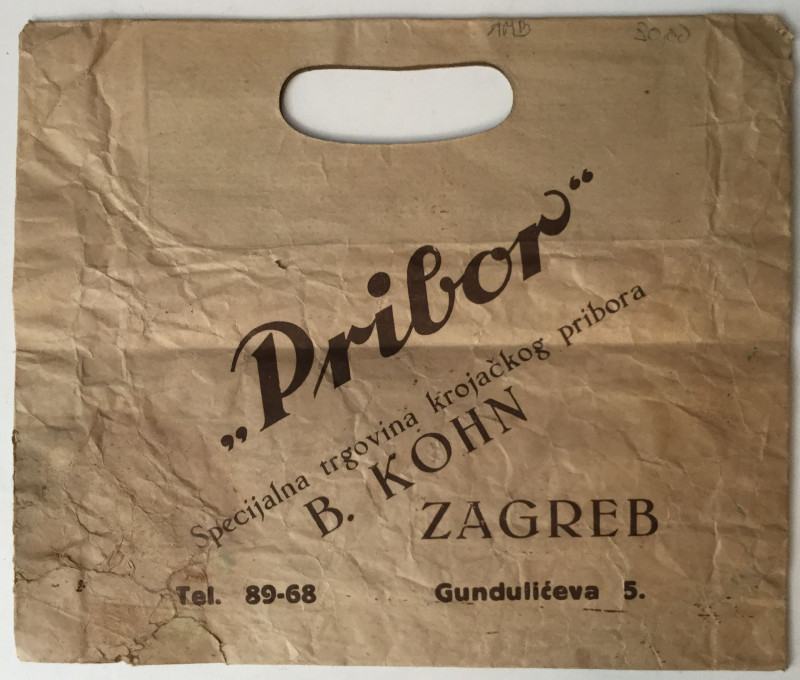 „Pribor“
Specijalna trgovina krojačkog pribora
B. KOHN
ZAGREB
Tel. 89-68 Gundulićeva 5.